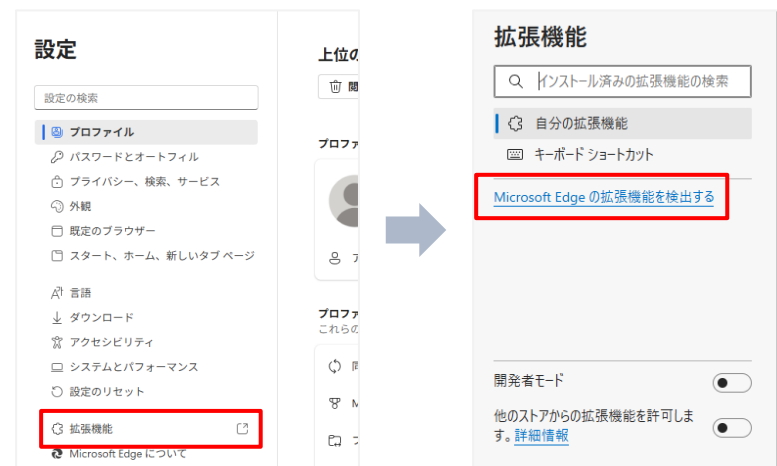 設定
設定の検索
プロファイル
パスワードとオートフィル
プライバシー、検索、サービス
外観
既定のブラウザー
スタート、ホーム、新しいタブ ページ
言語
ダウンロード
アクセシビリティ
システムとパフォーマンス
設定のリセット
拡張機能
Microsoft Edge について
上位の
プロファ
プロファ
これらの
拡張機能
インストール済みの拡張機能の検索
自分の拡張機能
キーボード ショートカット
Microsoft Edge の拡張機能を検出する
開発者モード
他のストアからの拡張機能を許可しま
す。詳細情報